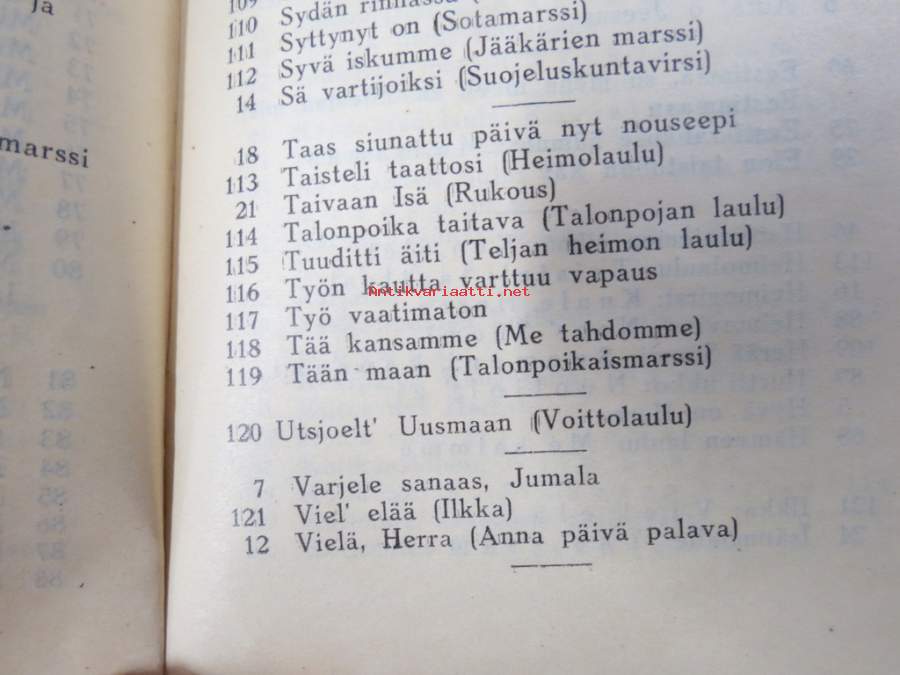 ja
marssi
109 Sydän rinnassa
110 Syttynyt on (Sotamarssi)
111 Syvä iskumme (Jääkärien marssi)
112 Sä vartijoiksi (Suojeluskuntavirsi)
14
18 Taas siunattu päivä nyt nouseepi
113 Taisteli taattosi (Heimolaulu)
21 Taivaan Isä (Rukous)
114 Talonpoika taitava (Talonpojan laulu)
115 Tuuditti äiti (Teljan heimon laulu)
116 Työn kautta varttuu vapaus
117 Työ vaatimaton
118 Tää kansamme (Me tahdomme)
119 Tään maan (Talonpoikaismarssi)
120 Utsjoelt' Uusmaan (Voittolaulu)
7 Varjele sanaas, Jumala
121 Viel' elää (Ilkka)
12 Vielä, Herra (Anna päivä palava)
Antikvariaatti.net